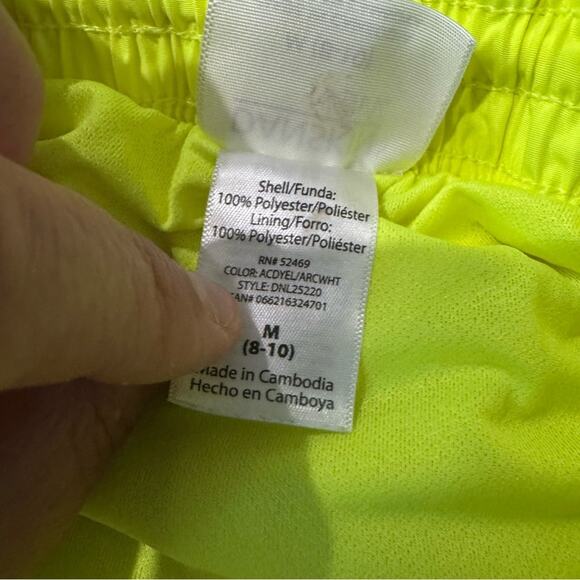 Shell/Funda:
100% Polyester/Poliéster
Lining/Forro:
100% Polyester/Poliéster
RN# 52469
COLOR: ACDYEL/ARCWHT
STYLE: DNL25220
CAN# 066216324701
M
(8-10)
Made in Cambodia
Hecho en Camboya